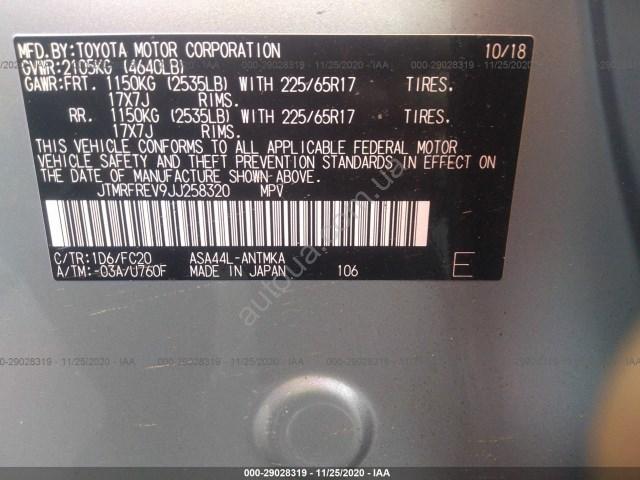 MFD.BY:TOYOTA MOTOR CORPORATION 10/18
GVWR:2105KG (4640LB)
GAWR:FRT. 1150KG (2535LB) WITH 225/65R17 TIRES.
17X7J RIMS.
RR. 1150KG (2535LB) WITH 225/65R17 TIRES.
17X7J RIMS.
THIS VEHICLE CONFORMS TO ALL APPLICABLE FEDERAL MOTOR
VEHICLE SAFETY AND THEFT PREVENTION STANDARDS IN EFFECT ON
THE DATE OF MANUFACTURE SHOWN ABOVE.
JTMRFREV9JJ258320 MPV
C/TR:1D6/FC20 ASA44L-ANTMKA
A/TM:-03A/U760F MADE IN JAPAN 106 E
000-29028319 - 11/25/2020 - IAA